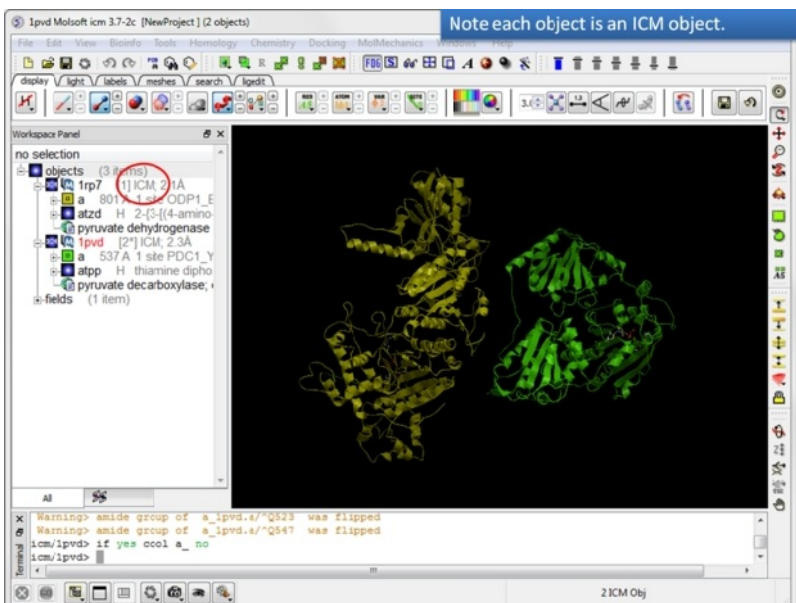 1pvd Molsoft icm 3.7-2c [NewProject ] (2 objects)
Note each object is an ICM object.
File Edit View Bioinfo Tools Homology Chemistry Docking MolMechanics Windows Help
display light labels meshes search ligedit
Workspace Panel
no selection
objects (3 items)
1rp7 [1] ICM; 2.1Å
a 801 A 1 site ODP1_E
atzd H 2-{3-[(4-amino-
pyruvate dehydrogenase
1pvd [2*] ICM; 2.3Å
a 537 A 1 site PDC1_Y
atpp H thiamine dipho
pyruvate decarboxylase;
fields (1 item)
All
Warning> amide group of a_1pvd.a/^Q523 was flipped
Warning> amide group of a_1pvd.a/^Q547 was flipped
icm/1pvd> if yes ccol a_ no
icm/1pvd>
Terminal
2 ICM Obj